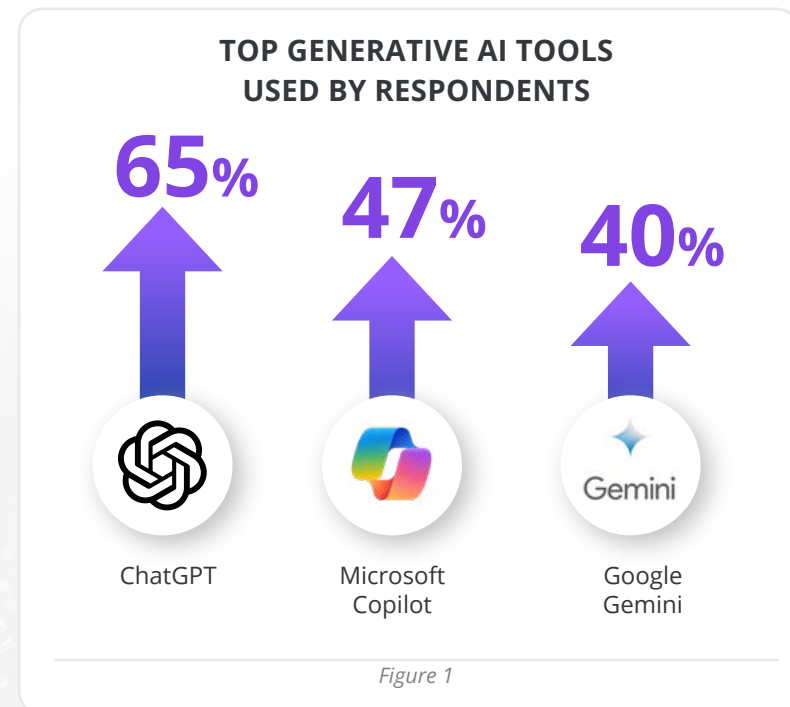 TOP GENERATIVE AI TOOLS
USED BY RESPONDENTS
65%
47%
40%
Gemini
ChatGPT
Microsoft
Copilot
Google
Gemini
Figure 1